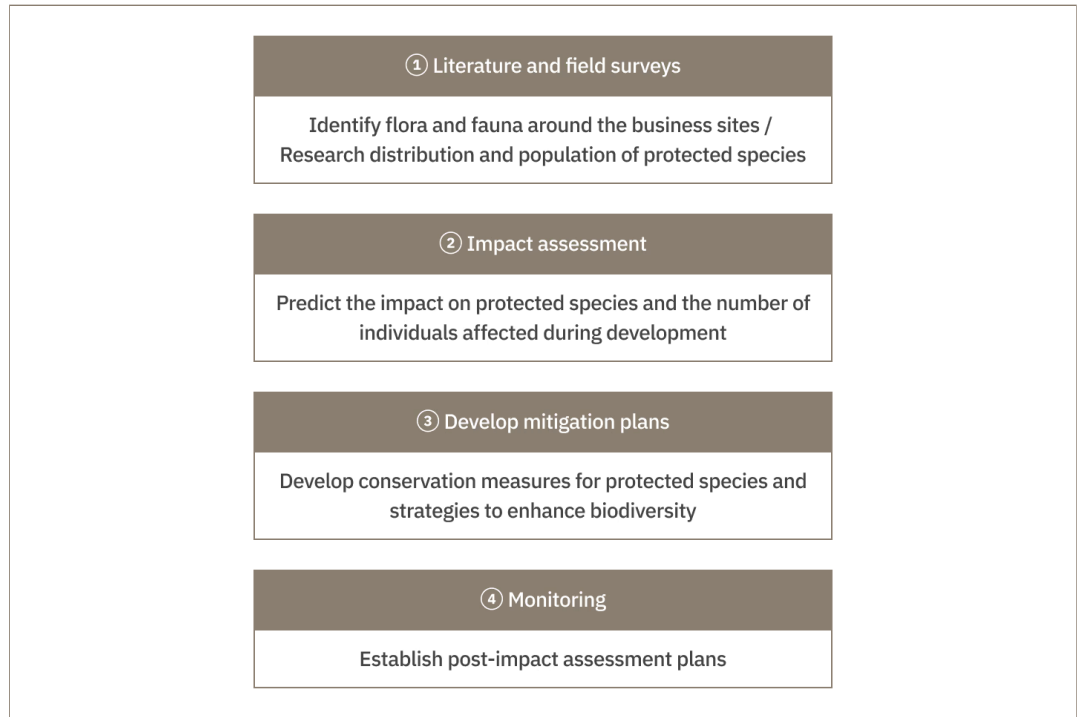 ① Literature and field surveys
Identify flora and fauna around the business sites /
Research distribution and population of protected species
② Impact assessment
Predict the impact on protected species and the number of
individuals affected during development
③ Develop mitigation plans
Develop conservation measures for protected species and
strategies to enhance biodiversity
④ Monitoring
Establish post-impact assessment plans